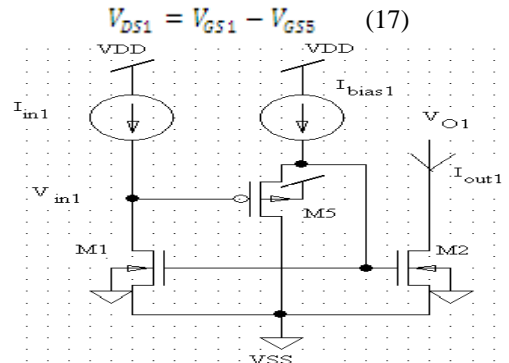 V_DS1 = V_GS1 − V_GS5 (17)
VDD VDD
I_in1
I_bias1
V_O1
V_in1
I_out1
M5
M1
M2
VSS